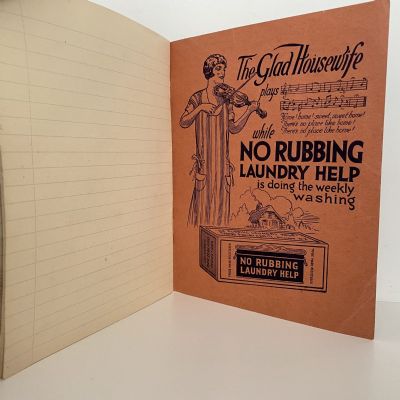 The Glad Housewife
plays
Home! home! sweet, sweet home!
There's no place like home!
There's no place like home!
while
NO RUBBING
LAUNDRY HELP
is doing the weekly
washing
NO RUBBING
LAUNDRY HELP